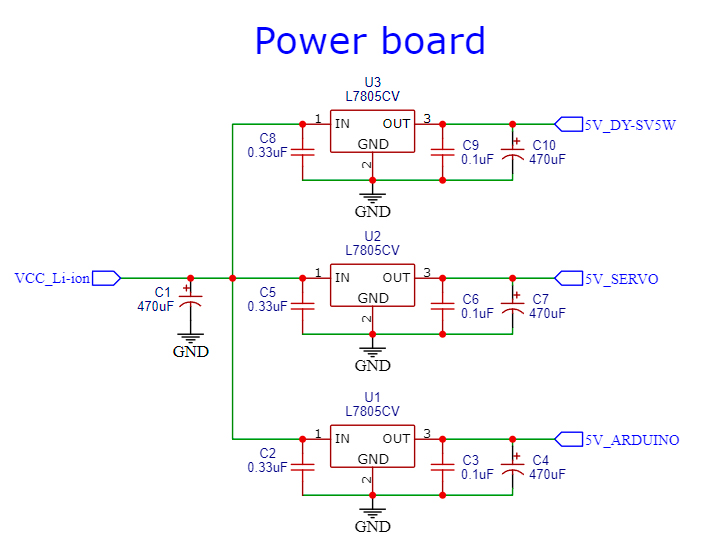 Power board
U3
L7805CV
1 IN OUT 3
GND
2
C8
0.33uF
C9
0.1uF
C10
470uF
5V_DY-SV5W
GND
U2
L7805CV
VCC_Li-ion
1 IN OUT 3
GND
2
C1
470uF
C5
0.33uF
C6
0.1uF
C7
470uF
5V_SERVO
GND
GND
U1
L7805CV
1 IN OUT 3
GND
2
C2
0.33uF
C3
0.1uF
C4
470uF
5V_ARDUINO
GND